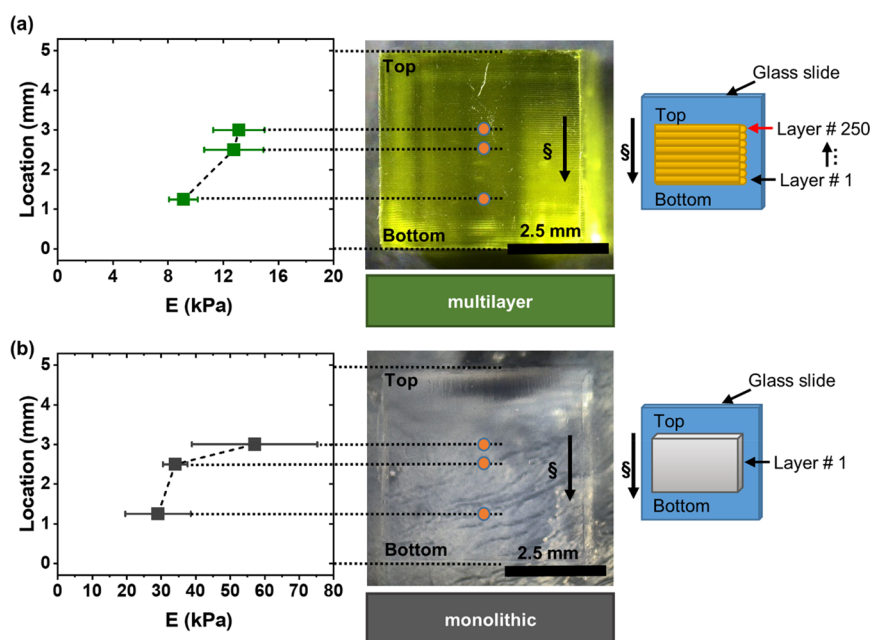 (a)
Location (mm)
5
4
3
2
1
0
0 4 8 12 16 20
E (kPa)
Top
§
Bottom
2.5 mm
multilayer
Glass slide
Top
Layer # 250
§
Layer # 1
Bottom
(b)
Location (mm)
5
4
3
2
1
0
0 10 20 30 40 50 60 70 80
E (kPa)
Top
§
Bottom
2.5 mm
monolithic
Glass slide
Top
§
Layer # 1
Bottom